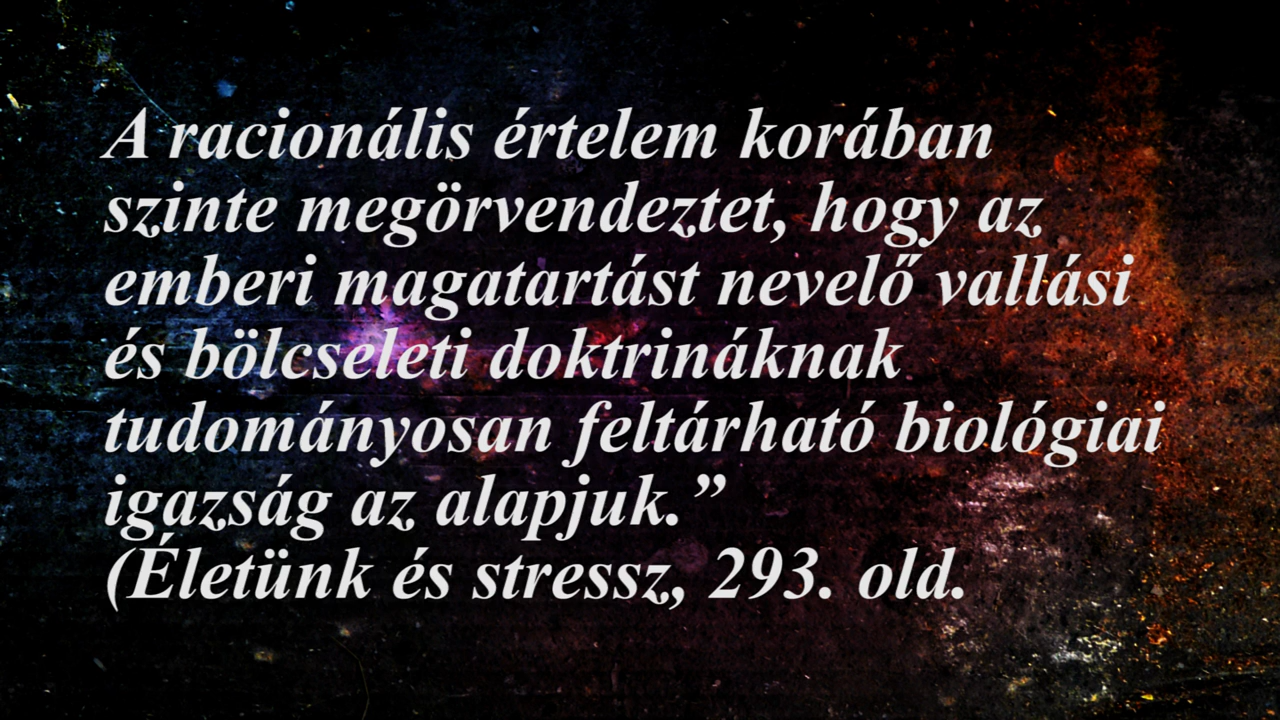 A racionális értelem korában
szinte megörvendeztet, hogy az
emberi magatartást nevelő vallási
és bölcseleti doktrináknak
tudományosan feltárható biológiai
igazság az alapjuk.”
(Életünk és stressz, 293. old.